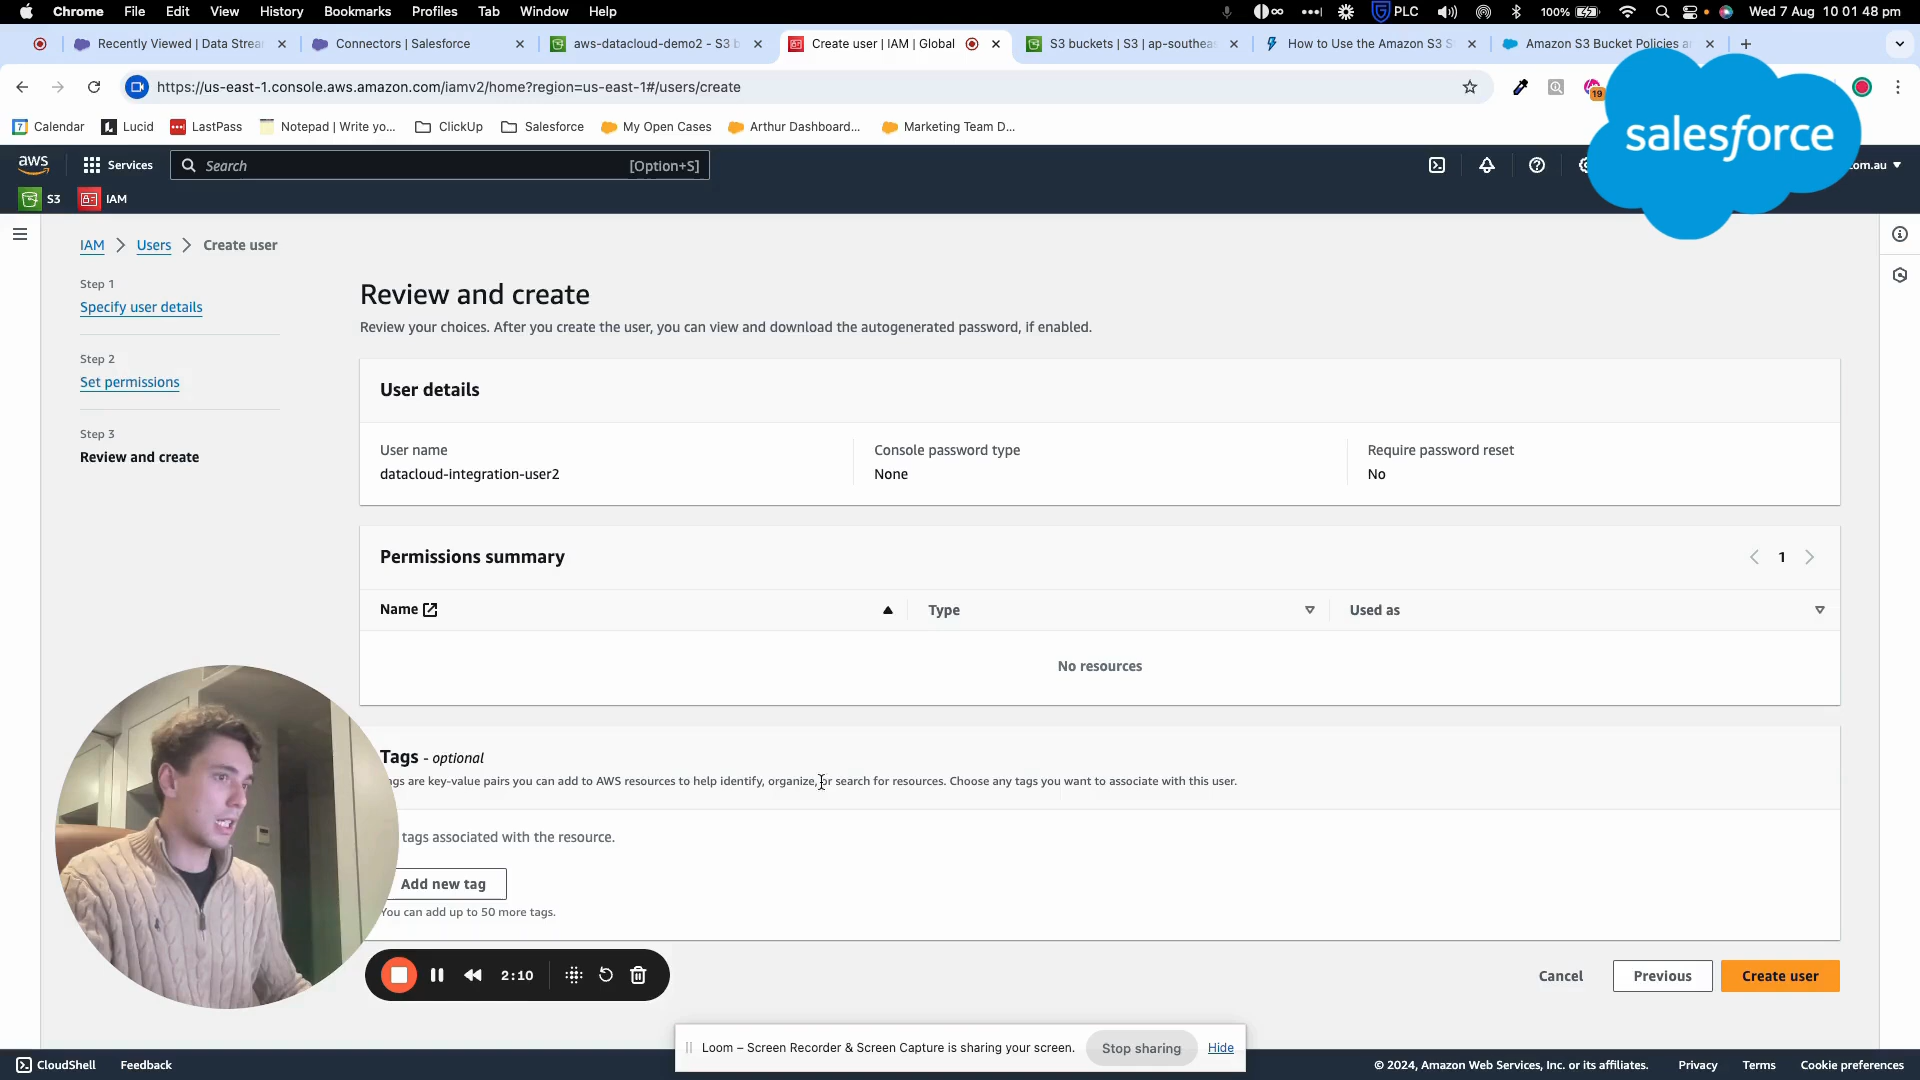 Chrome File Edit View History Bookmarks Profiles Tab Window Help PLC 100% Wed 7 Aug 10 01 48 pm
Recently Viewed | Data Strea
Connectors | Salesforce
aws-datacloud-demo2 - S3 b
Create user | IAM | Global
S3 buckets | S3 | ap-southeas
How to Use the Amazon S3 S
Amazon S3 Bucket Policies a
https://us-east-1.console.aws.amazon.com/iamv2/home?region=us-east-1#/users/create
19
Calendar Lucid LastPass Notepad | Write yo... ClickUp Salesforce My Open Cases Arthur Dashboard... Marketing Team D...
salesforce
aws Services Search [Option+S]
om.au
S3 IAM
IAM Users Create user
Step 1
Specify user details
Step 2
Set permissions
Step 3
Review and create
Review and create
Review your choices. After you create the user, you can view and download the autogenerated password, if enabled.
User details
User name
datacloud-integration-user2
Console password type
None
Require password reset
No
Permissions summary
1
Name Type Used as
No resources
Tags - optional
ags are key-value pairs you can add to AWS resources to help identify, organize, or search for resources. Choose any tags you want to associate with this user.
tags associated with the resource.
Add new tag
You can add up to 50 more tags.
2:10
Cancel Previous Create user
Loom – Screen Recorder & Screen Capture is sharing your screen. Stop sharing Hide
CloudShell Feedback © 2024, Amazon Web Services, Inc. or its affiliates. Privacy Terms Cookie preferences